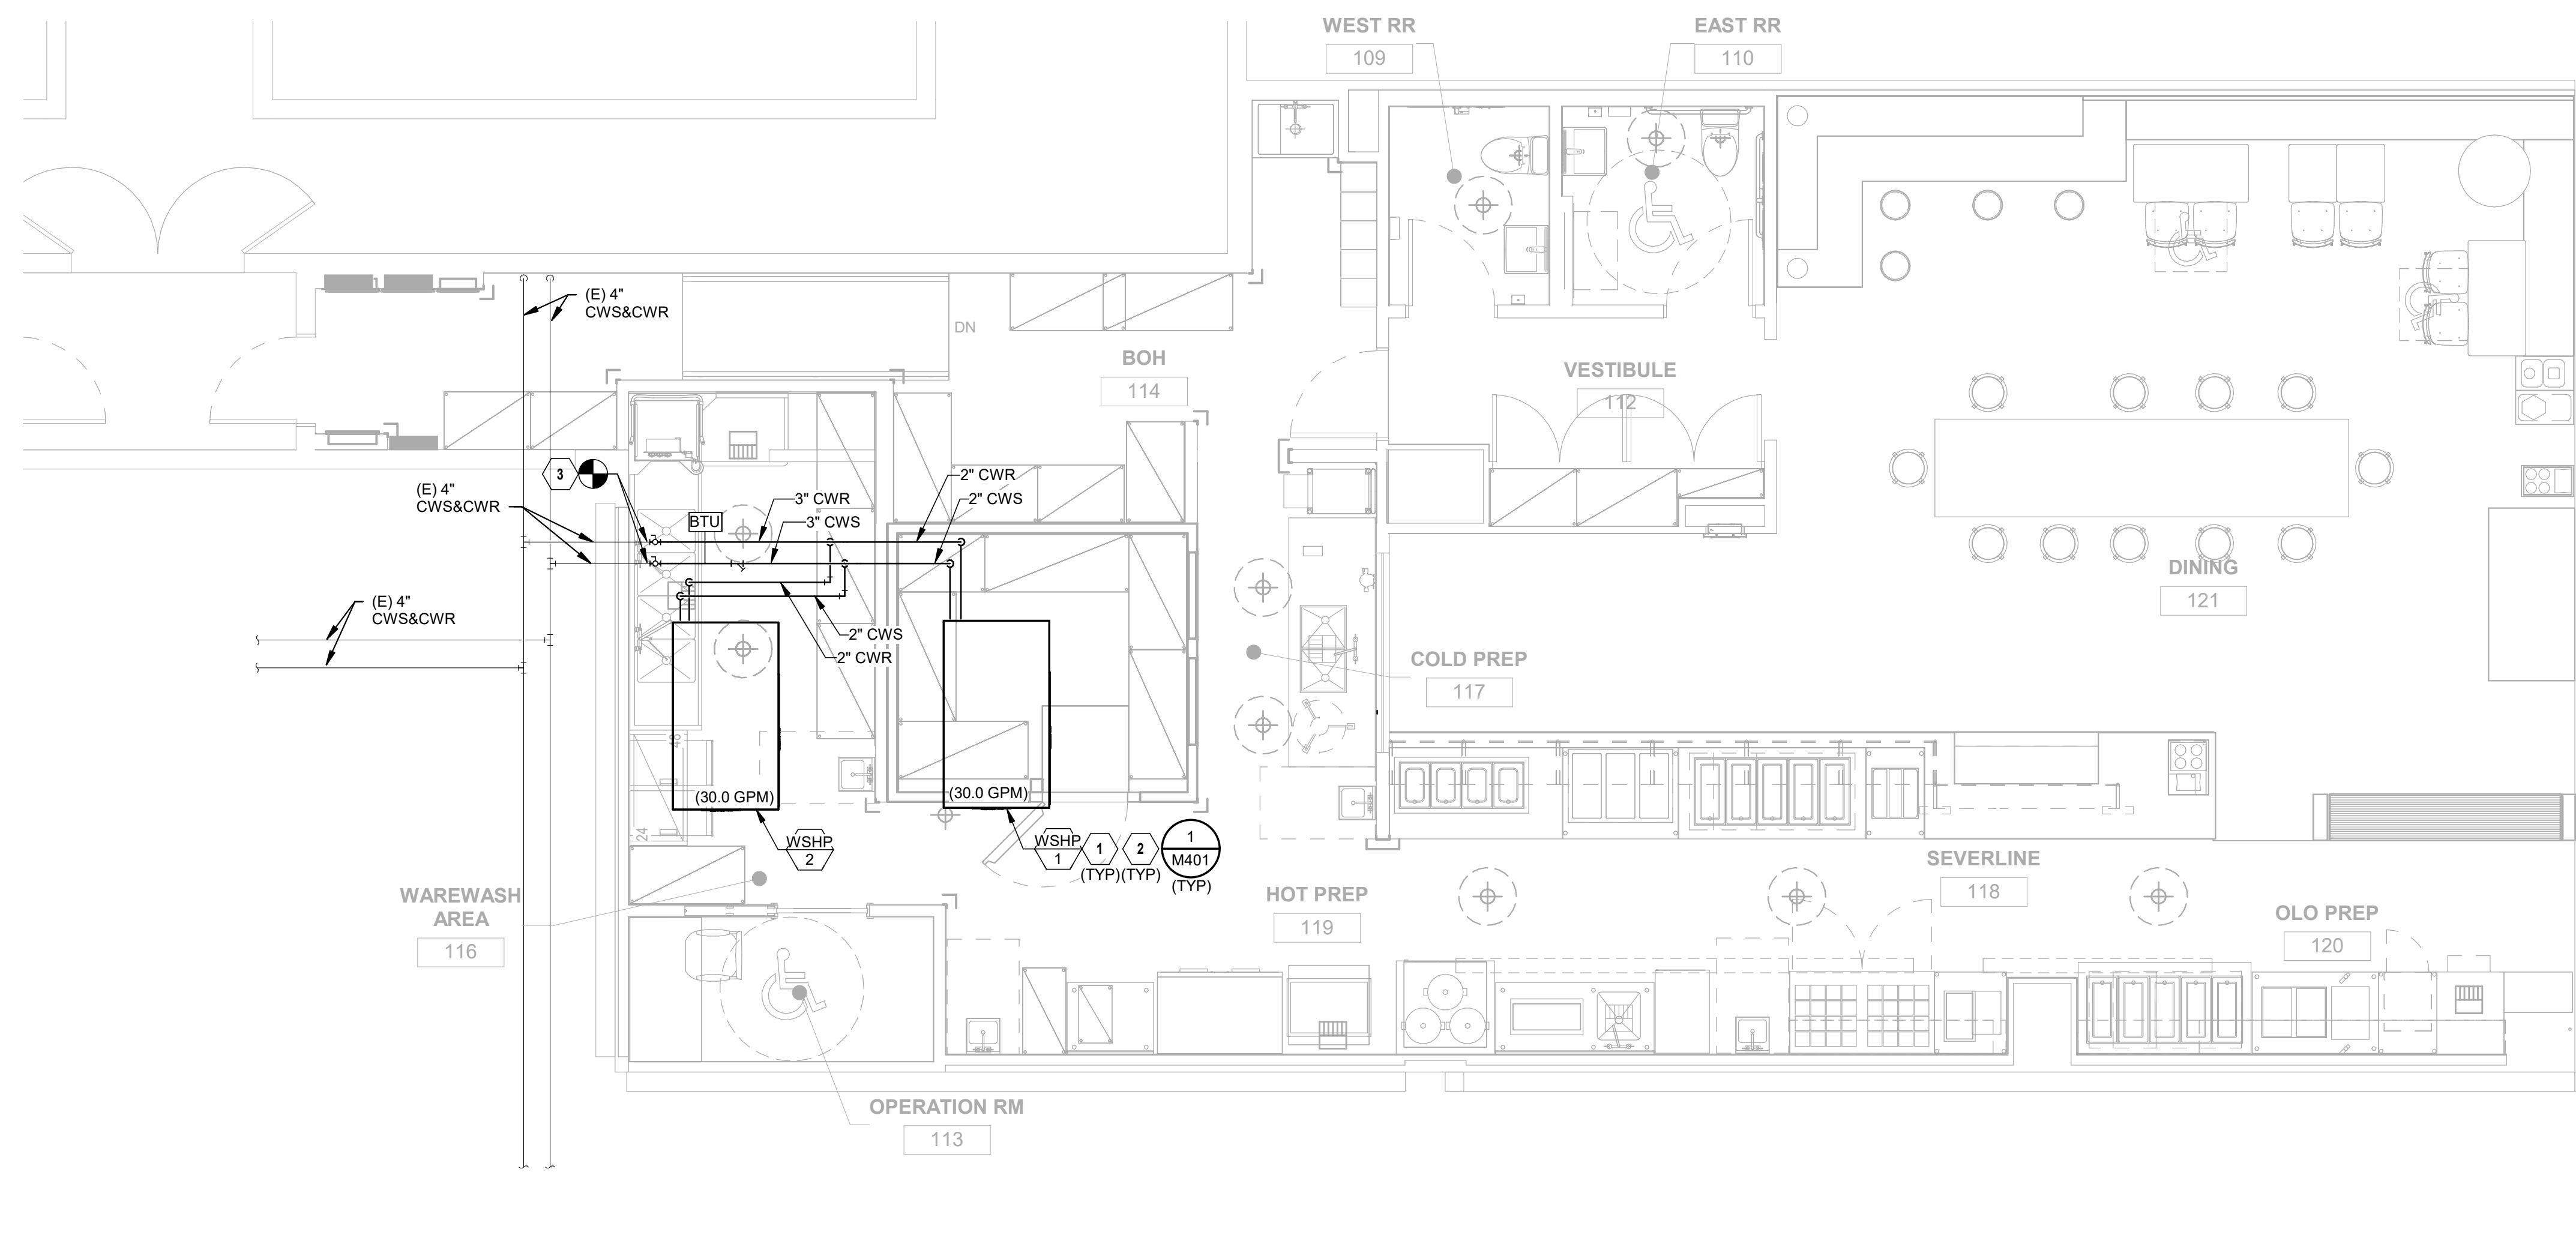 WEST RR
109
EAST RR
110
(E) 4"
CWS&CWR
DN
BOH
114
VESTIBULE
112
3
(E) 4"
CWS&CWR
2" CWR
3" CWR
2" CWS
3" CWS
BTU
DINING
121
(E) 4"
CWS&CWR
2" CWS
2" CWR
COLD PREP
117
48
(30.0 GPM)
(30.0 GPM)
24
WSHP
2
WSHP
1
1
(TYP)
2
(TYP)
1
M401
(TYP)
SEVERLINE
118
WAREWASH
AREA
116
HOT PREP
119
OLO PREP
120
OPERATION RM
113